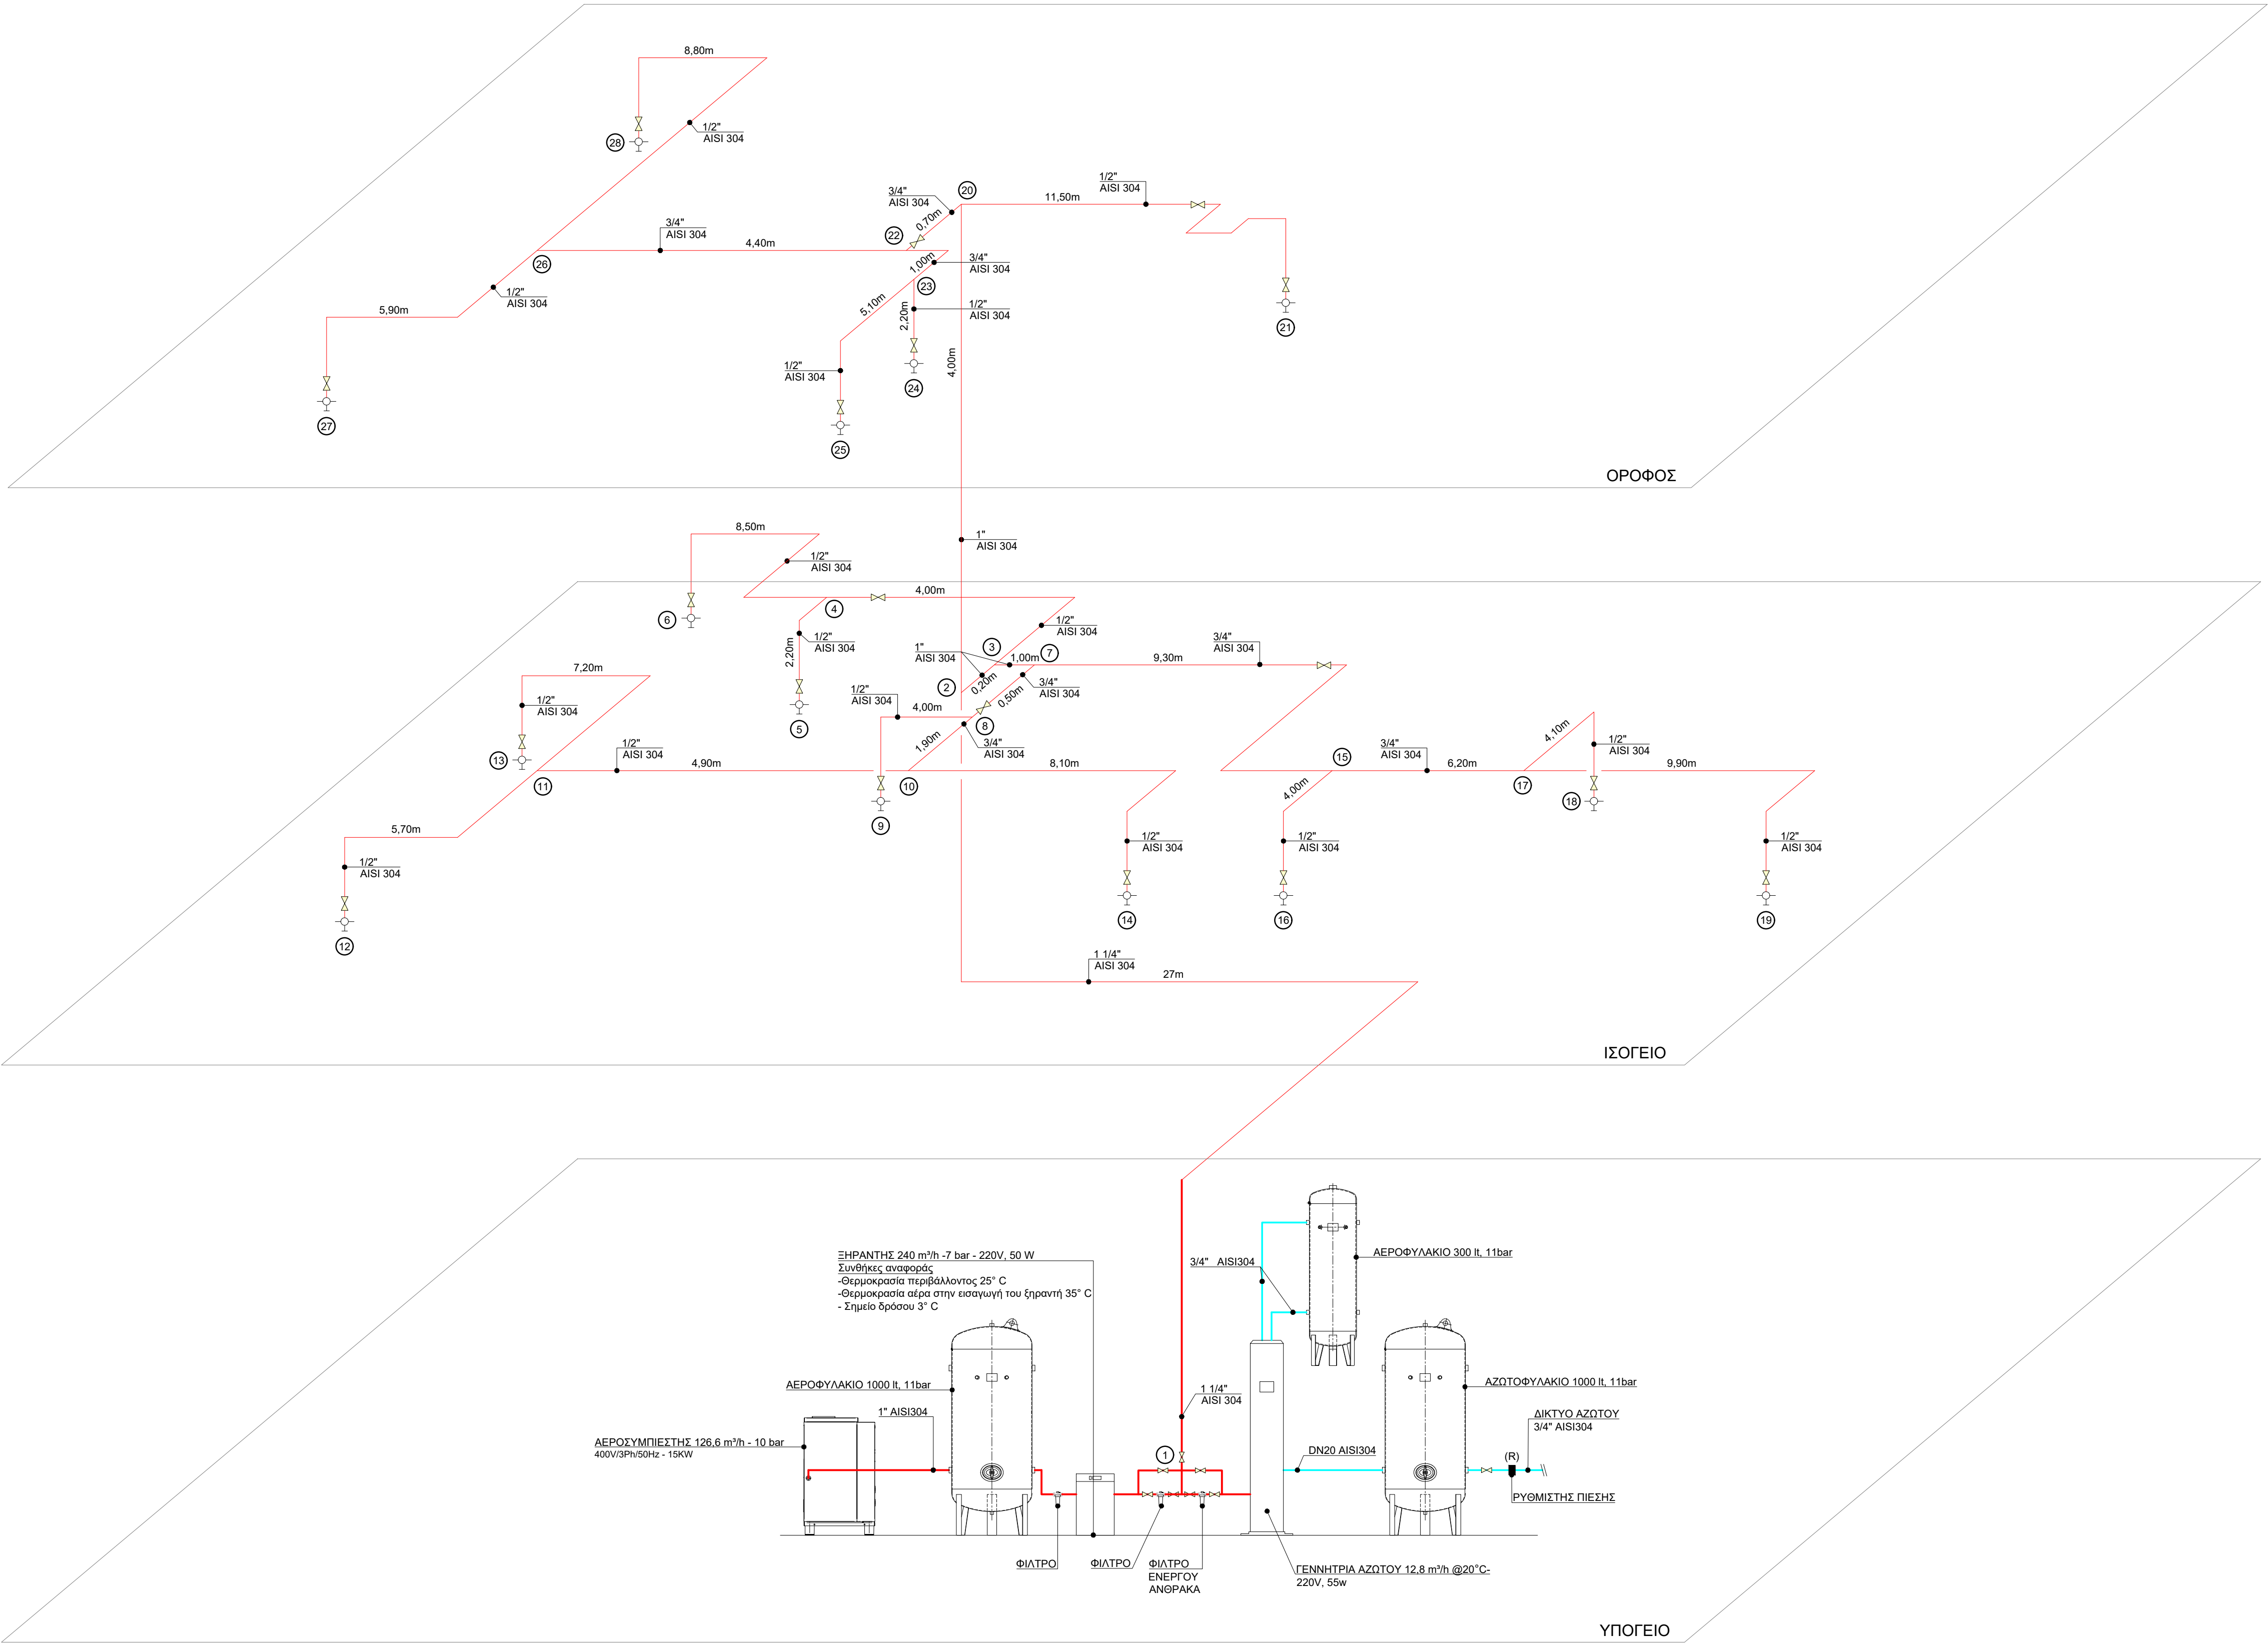 8,80m
1/2"
AISI 304
28
3/4"
AISI 304
20
11,50m
1/2"
AISI 304
0,70m
22
3/4"
AISI 304
4,40m
26
1,00m
3/4"
AISI 304
23
1/2"
AISI 304
5,90m
5,10m
2,20m
1/2"
AISI 304
21
4,00m
1/2"
AISI 304
24
27
25
ΟΡΟΦΟΣ
8,50m
1"
AISI 304
1/2"
AISI 304
4,00m
6
4
1/2"
AISI 304
2,20m
1/2"
AISI 304
3
1"
AISI 304
1,00m
7
9,30m
3/4"
AISI 304
7,20m
2
0,20m
0,50m
3/4"
AISI 304
1/2"
AISI 304
1/2"
AISI 304
4,00m
5
8
1,90m
3/4"
AISI 304
4,10m
1/2"
AISI 304
13
1/2"
AISI 304
4,90m
8,10m
15
3/4"
AISI 304
6,20m
9,90m
11
10
4,00m
17
18
9
5,70m
1/2"
AISI 304
1/2"
AISI 304
1/2"
AISI 304
1/2"
AISI 304
12
14
16
19
1 1/4"
AISI 304
27m
ΙΣΟΓΕΙΟ
ΞΗΡΑΝΤΗΣ 240 m³/h -7 bar - 220V, 50 W
Συνθήκες αναφοράς
-Θερμοκρασία περιβάλλοντος 25° C
-Θερμοκρασία αέρα στην εισαγωγή του ξηραντή 35° C
- Σημείο δρόσου 3° C
3/4" AISI304
ΑΕΡΟΦΥΛΑΚΙΟ 300 lt, 11bar
ΑΕΡΟΦΥΛΑΚΙΟ 1000 lt, 11bar
1 1/4"
AISI 304
ΑΖΩΤΟΦΥΛΑΚΙΟ 1000 lt, 11bar
1" AISI304
ΔΙΚΤΥΟ ΑΖΩΤΟΥ
3/4" AISI304
ΑΕΡΟΣΥΜΠΙΕΣΤΗΣ 126,6 m³/h - 10 bar
400V/3Ph/50Hz - 15KW
1
DN20 AISI304
(R)
ΡΥΘΜΙΣΤΗΣ ΠΙΕΣΗΣ
ΦΙΛΤΡΟ
ΦΙΛΤΡΟ
ΦΙΛΤΡΟ
ΕΝΕΡΓΟΥ
ΑΝΘΡΑΚΑ
ΓΕΝΝΗΤΡΙΑ ΑΖΩΤΟΥ 12,8 m³/h @20°C-
220V, 55w
ΥΠΟΓΕΙΟ